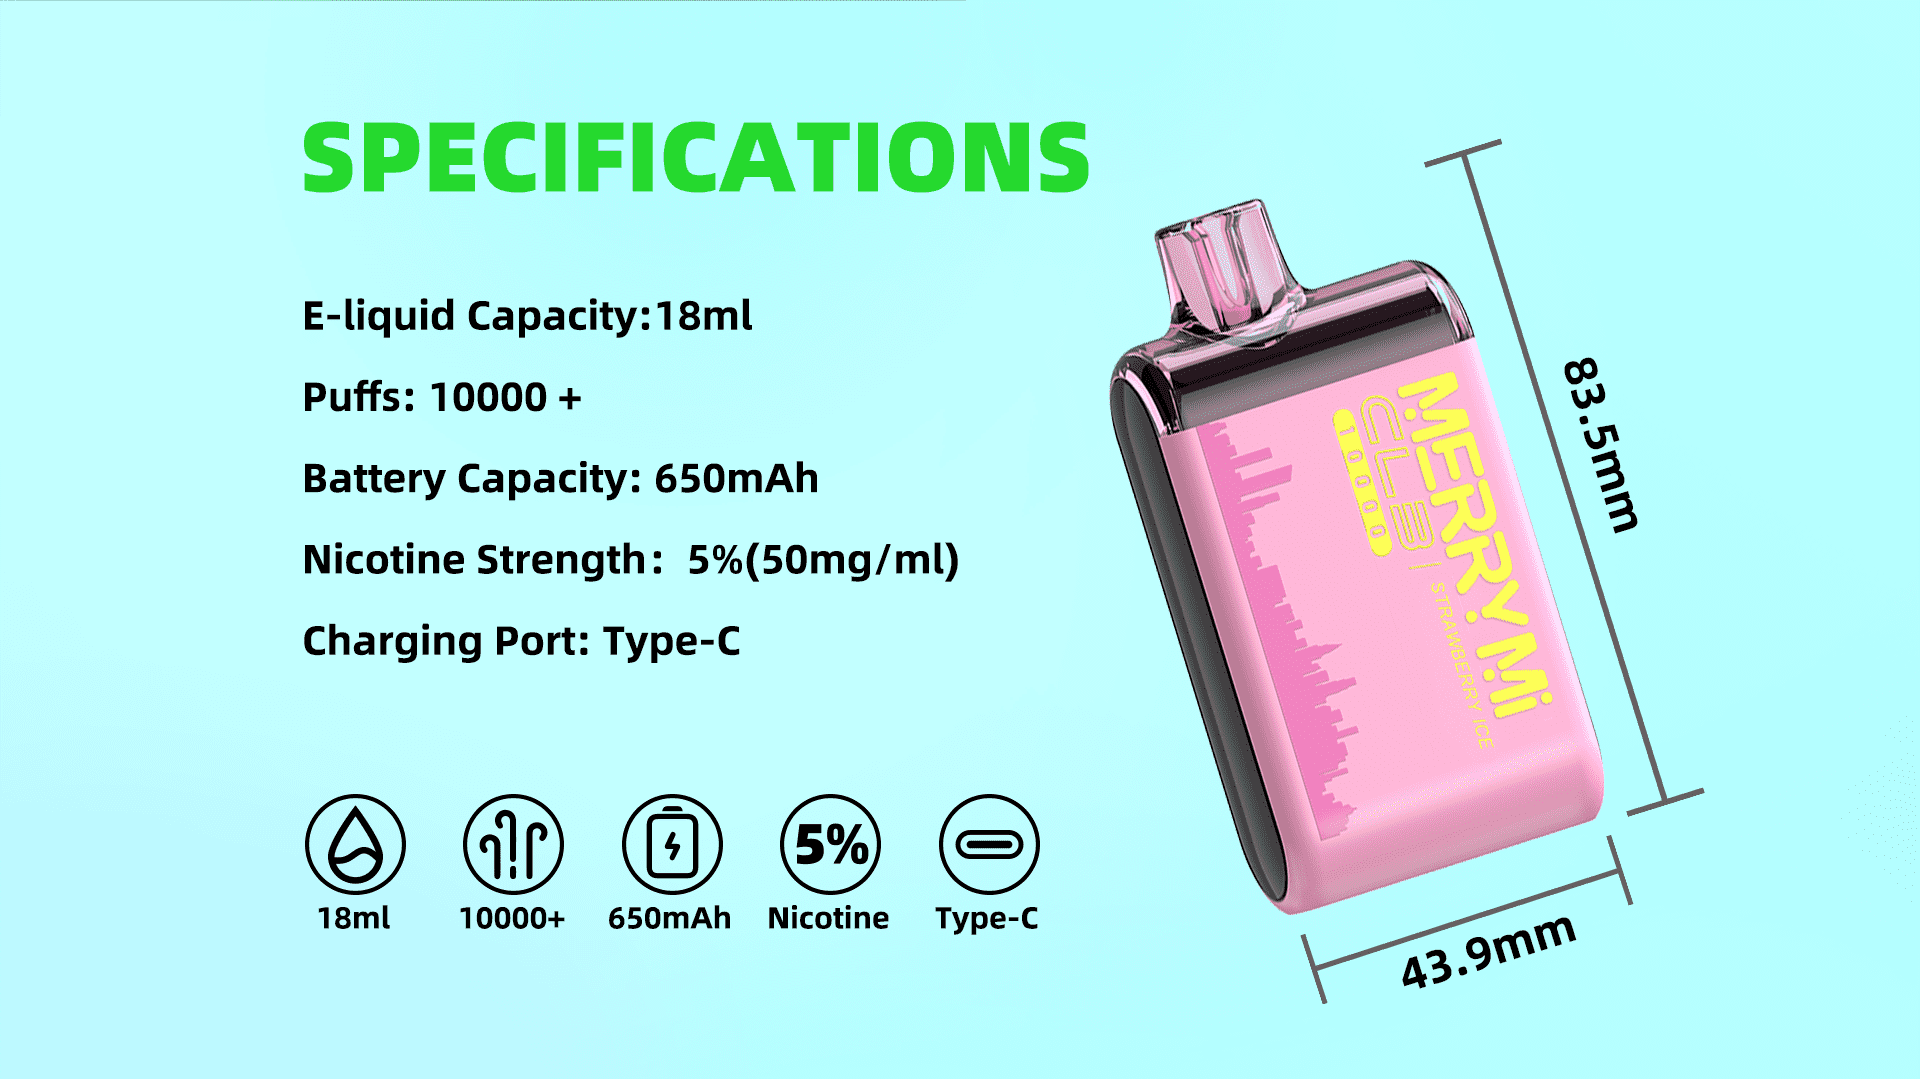 SPECIFICATIONS
E-liquid Capacity:18ml
Puffs: 10000 +
Battery Capacity: 650mAh
Nicotine Strength: 5%(50mg/ml)
Charging Port: Type-C
5%
18ml
10000+
650mAh
Nicotine
Type-C
MERRY Mi
CLB
10000
STRAWBERRY ICE
83.5mm
43.9mm